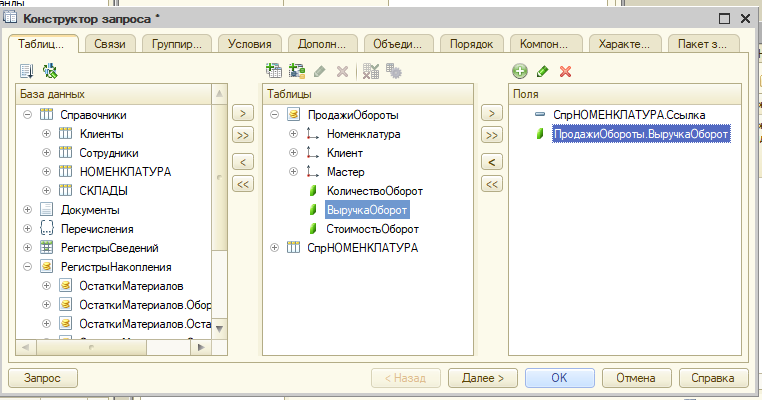 Конструктор запроса *
Таблиц...
Связи
Группир...
Условия
Дополн...
Объеди...
Порядок
Компон...
Характе...
Пакет з...
База данных
Справочники
Клиенты
Сотрудники
НОМЕНКЛАТУРА
СКЛАДЫ
Документы
Перечисления
РегистрыСведений
РегистрыНакопления
ОстаткиМатериалов
ОстаткиМатериалов.Обор
ОстаткиМатериалов.Оста
>
>>
<
<<
Таблицы
ПродажиОбороты
Номенклатура
Клиент
Мастер
КоличествоОборот
ВыручкаОборот
СтоимостьОборот
СпрНОМЕНКЛАТУРА
>
>>
<
<<
Поля
СпрНОМЕНКЛАТУРА.Ссылка
ПродажиОбороты.ВыручкаОборот
Запрос
< Назад
Далее >
OK
Отмена
Справка